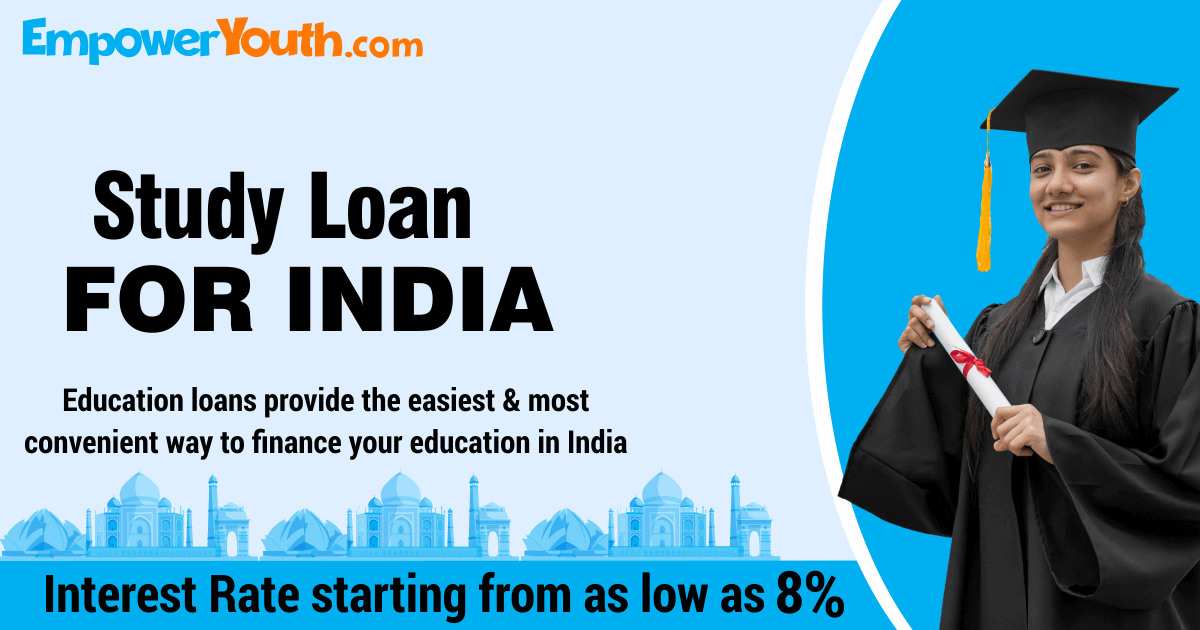 EmpowerYouth.com
Study Loan
FOR INDIA
Education loans provide the easiest & most
convenient way to finance your education in India
Interest Rate starting from as low as 8%